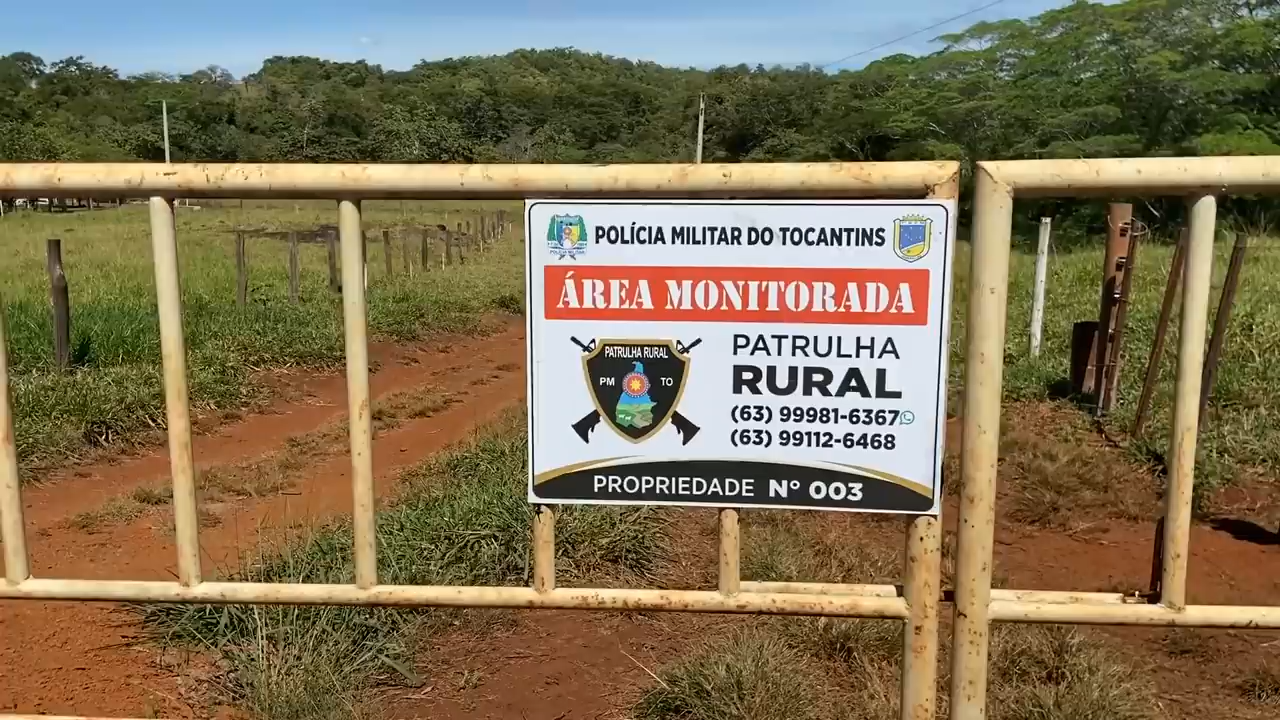 POLÍCIA MILITAR DO TOCANTINS
ÁREA MONITORADA
PATRULHA RURAL
PM TO
PATRULHA
RURAL
(63) 99981-6367
(63) 99112-6468
PROPRIEDADE N° 003